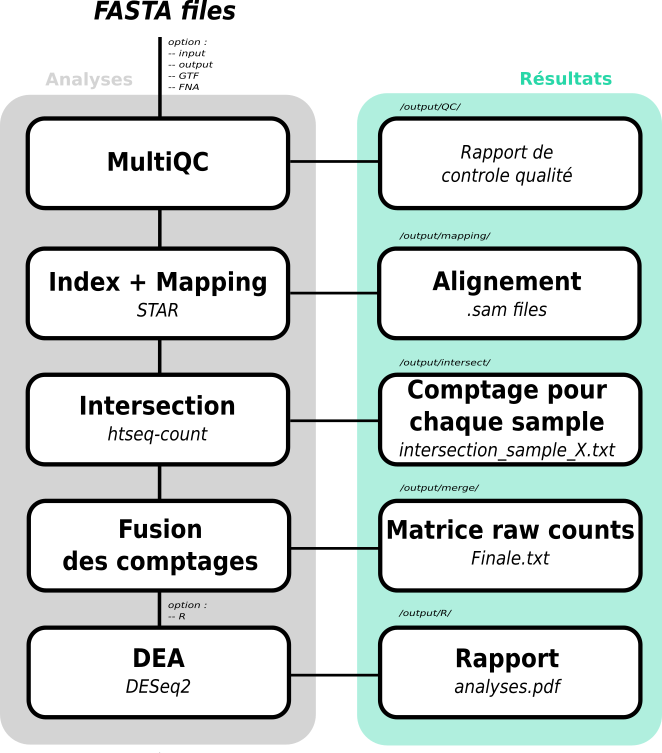 FASTA files
option :
-- input
-- output
-- GTF
-- FNA
Analyses
Résultats
/output/QC/
MultiQC
Rapport de
controle qualité
/output/mapping/
Index + Mapping
STAR
Alignement
.sam files
/output/intersect/
Intersection
htseq-count
Comptage pour
chaque sample
intersection_sample_X.txt
/output/merge/
Fusion
des comptages
Matrice raw counts
Finale.txt
option :
-- R
/output/R/
DEA
DESeq2
Rapport
analyses.pdf